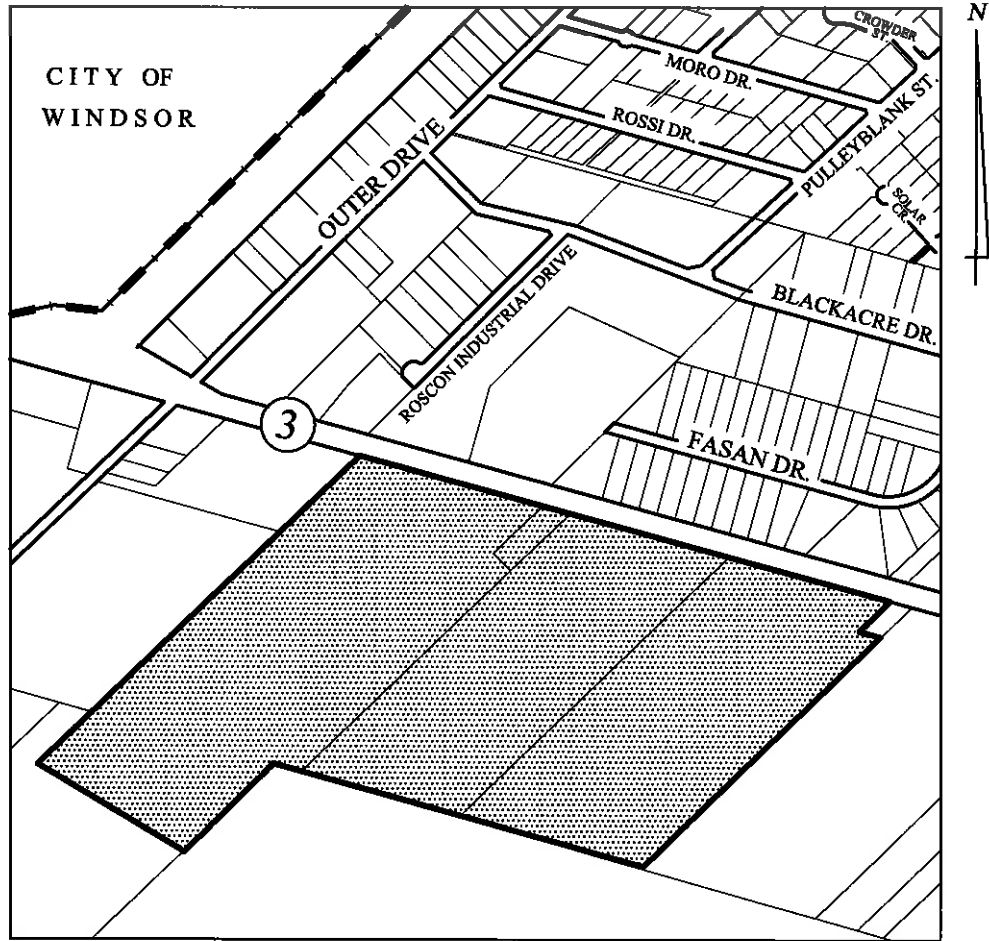 N
CROWDER
ST.
CITY OF
WINDSOR
MORO DR.
PULLEYBLANK ST.
ROSSI DR.
OUTER DRIVE
SOLAR
CR.
BLACKACRE DR.
ROSCON INDUSTRIAL DRIVE
3
FASAN DR.